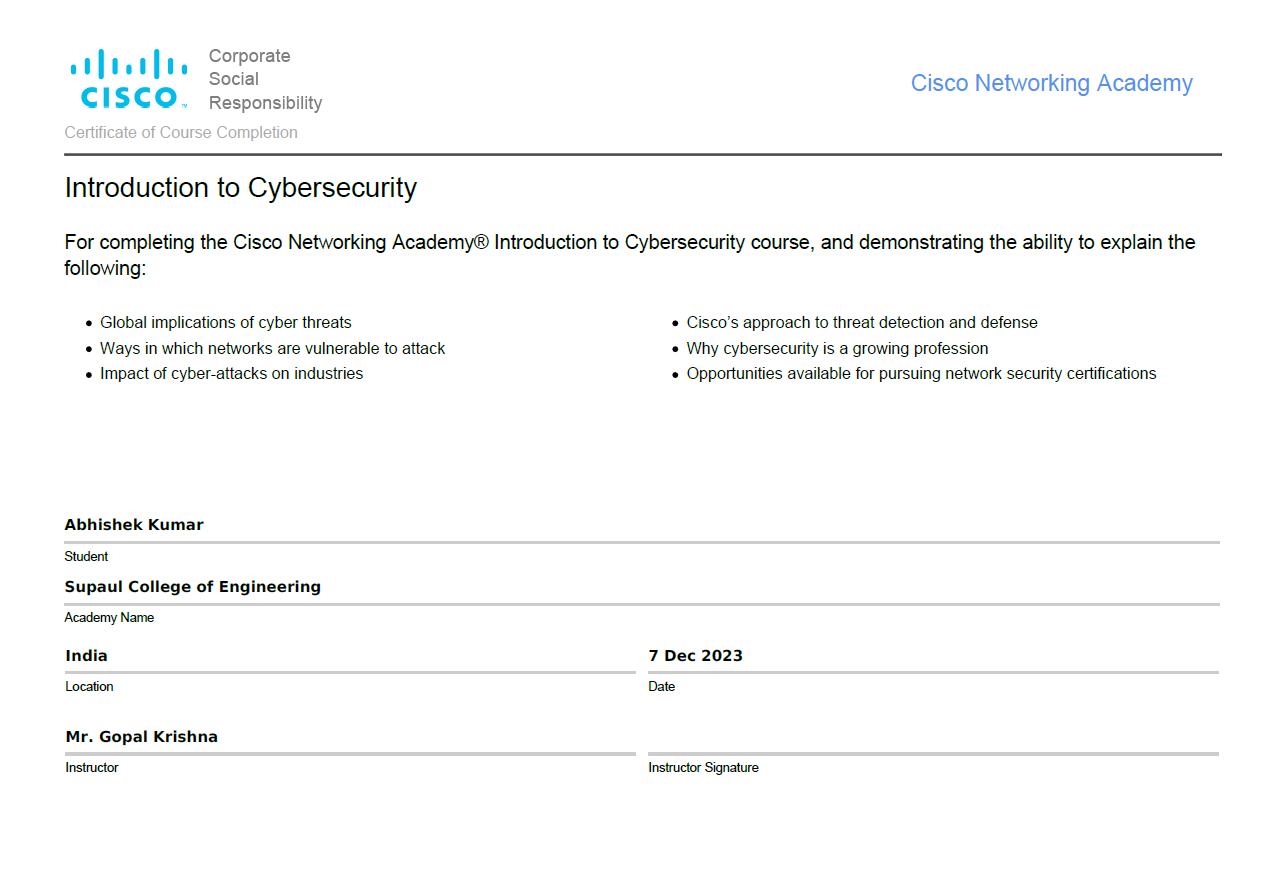 Corporate
Social
Responsibility
CISCO™
Cisco Networking Academy
Certificate of Course Completion
Introduction to Cybersecurity
For completing the Cisco Networking Academy® Introduction to Cybersecurity course, and demonstrating the ability to explain the
following:
• Global implications of cyber threats
• Ways in which networks are vulnerable to attack
• Impact of cyber-attacks on industries
• Cisco’s approach to threat detection and defense
• Why cybersecurity is a growing profession
• Opportunities available for pursuing network security certifications
Abhishek Kumar
Student
Supaul College of Engineering
Academy Name
India
Location
7 Dec 2023
Date
Mr. Gopal Krishna
Instructor
Instructor Signature